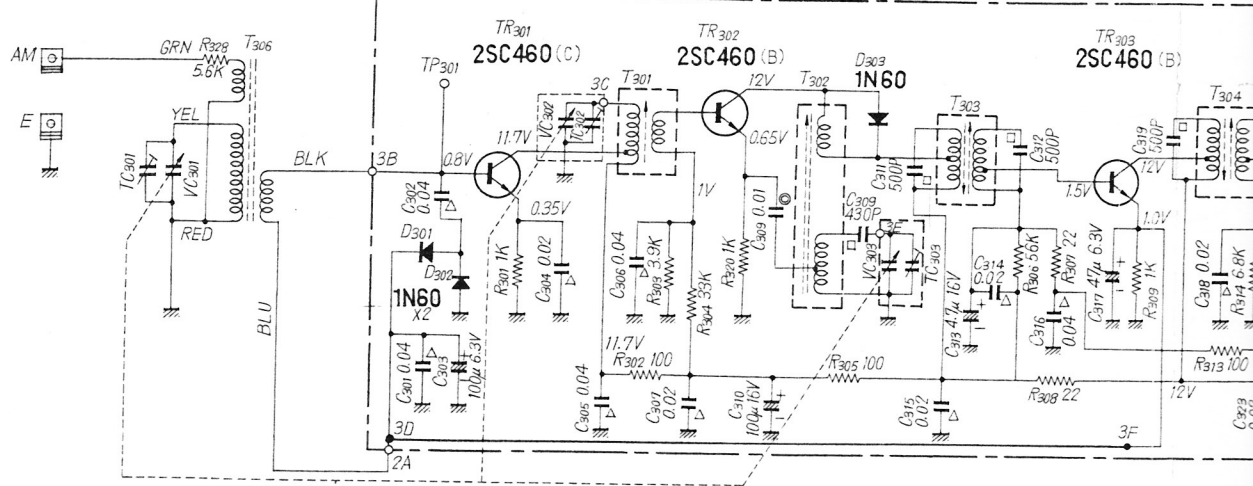 AM
E
GRN
R328
5.6K
T306
YEL
TC301
VC301
RED
BLK
BLU
3B
TP301
0.8V
TR301
2SC460 (C)
11.7V
0.35V
C302
0.04
D301
D302
1N60
X2
R301 1K
C304 0.02
C301 0.04
C303
100μ 6.3V
3D
2A
VC302
TC302
3C
T301
C306 0.04
R303 3.9K
1V
R304 33K
11.7V
R302 100
C305 0.04
C307
0.02
C310
100μ 16V
TR302
2SC460 (B)
12V
0.65V
R320 1K
C309 0.01
T302
D303
1N60
C309
430P
3E
VC303
TC303
R305 100
C311
500P
T303
C312
500P
C313 4.7μ 16V
C314
0.02
R306 56K
R307 22
C316
0.04
C315
0.02
R308 22
TR303
2SC460 (B)
1.5V
12V
1.0V
C317 47μ 6.3V
R309 1K
3F
C319
500P
T304
C318 0.02
R314 6.8K
R313 100
12V
C323